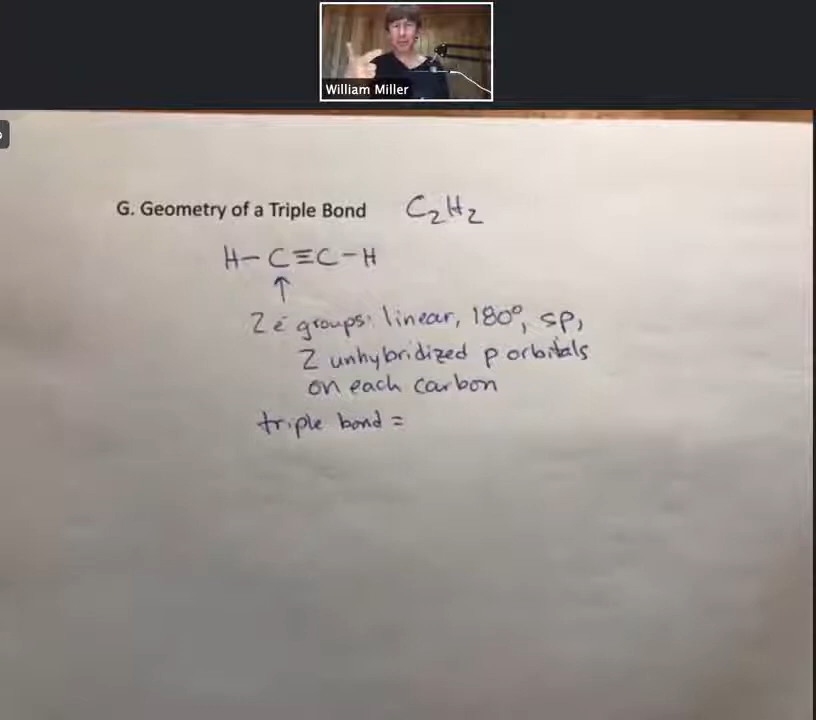 William Miller
G. Geometry of a Triple Bond C₂H₂
H-C≡C-H
↑
2 e⁻ groups: linear, 180°, sp,
2 unhybridized p orbitals
on each carbon
triple bond =